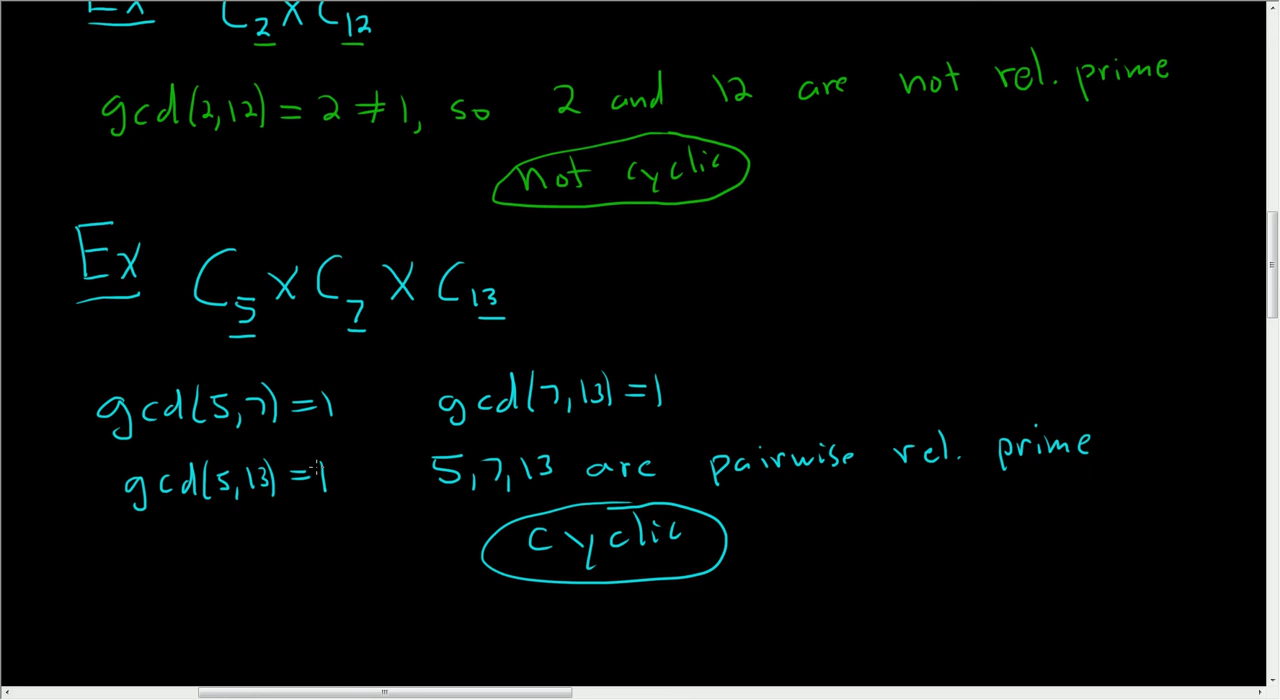 Ex C₂ X C₁₂
gcd(2,12) = 2 ≠ 1, so 2 and 12 are not rel. prime
not cyclic
Ex C₅ X C₇ X C₁₃
gcd(5,7) = 1 gcd(7,13) = 1
gcd(5,13) = 1 5,7,13 are pairwise rel. prime
cyclic